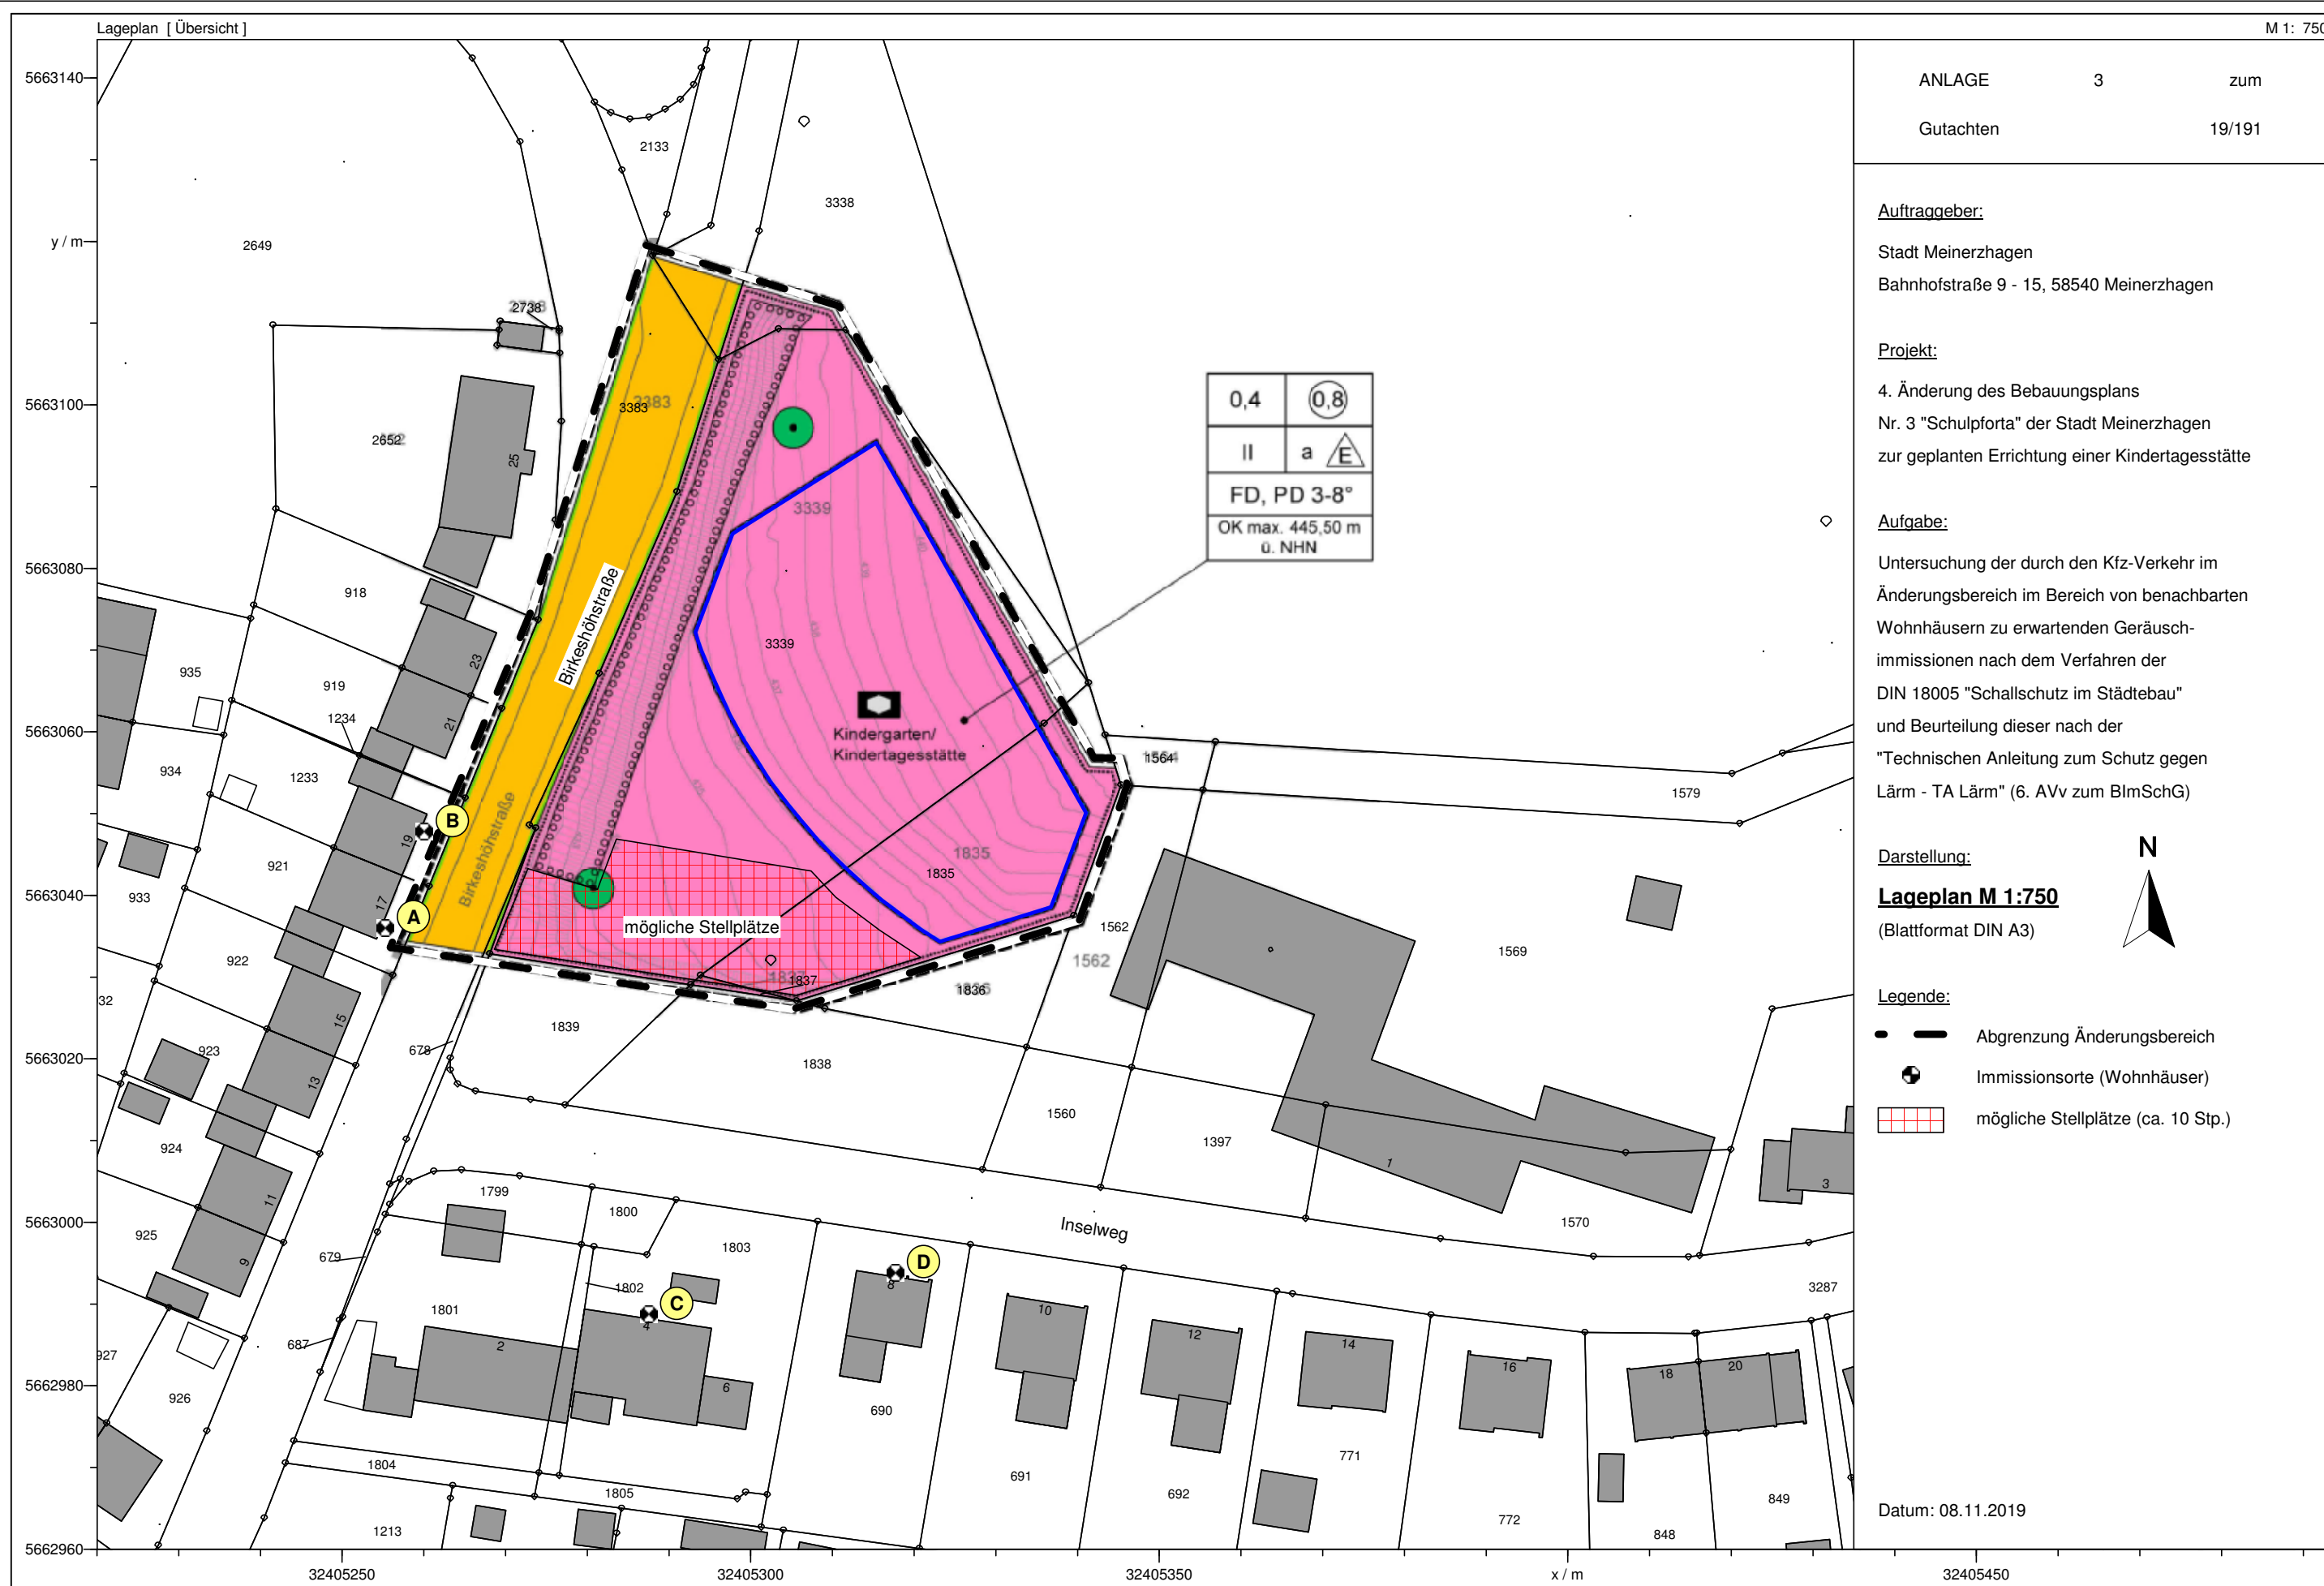 Lageplan [ Übersicht ]
M 1: 750
ANLAGE 3 zum
Gutachten 19/191
Auftraggeber:
Stadt Meinerzhagen
Bahnhofstraße 9 - 15, 58540 Meinerzhagen
Projekt:
4. Änderung des Bebauungsplans
Nr. 3 "Schulpforta" der Stadt Meinerzhagen
zur geplanten Errichtung einer Kindertagesstätte
Aufgabe:
Untersuchung der durch den Kfz-Verkehr im
Änderungsbereich im Bereich von benachbarten
Wohnhäusern zu erwartenden Geräusch-
immissionen nach dem Verfahren der
DIN 18005 "Schallschutz im Städtebau"
und Beurteilung dieser nach der
"Technischen Anleitung zum Schutz gegen
Lärm - TA Lärm" (6. AVv zum BImSchG)
Darstellung:
N
Lageplan M 1:750
(Blattformat DIN A3)
Legende:
Abgrenzung Änderungsbereich
Immissionsorte (Wohnhäuser)
mögliche Stellplätze (ca. 10 Stp.)
Datum: 08.11.2019
5663140
y / m
5663100
5663080
5663060
5663040
5663020
5663000
5662980
5662960
32405250
32405300
32405350
x / m
32405450
2133
3338
2649
2738
2652
25
3383
3383
0,4 0,8
II a E
FD, PD 3-8°
OK max. 445,50 m
ü. NHN
3339
3339
918
23
935
919
21
1234
934
1233
Birkeshöhstraße
Birkeshöhstraße
Kindergarten/
Kindertagesstätte
1564
1579
B
19
921
933
17
A
1835
1835
mögliche Stellplätze
1837
1562
1562
1836
1569
922
32
15
923
13
678
1839
1838
924
1560
1397
1
3
11
925
9
679
1799
1800
1803
Inselweg
1570
3287
1801
1802
C
4
D
8
10
12
14
16
18
20
687
2
6
927
926
690
691
692
771
772
848
849
1804
1805
1213